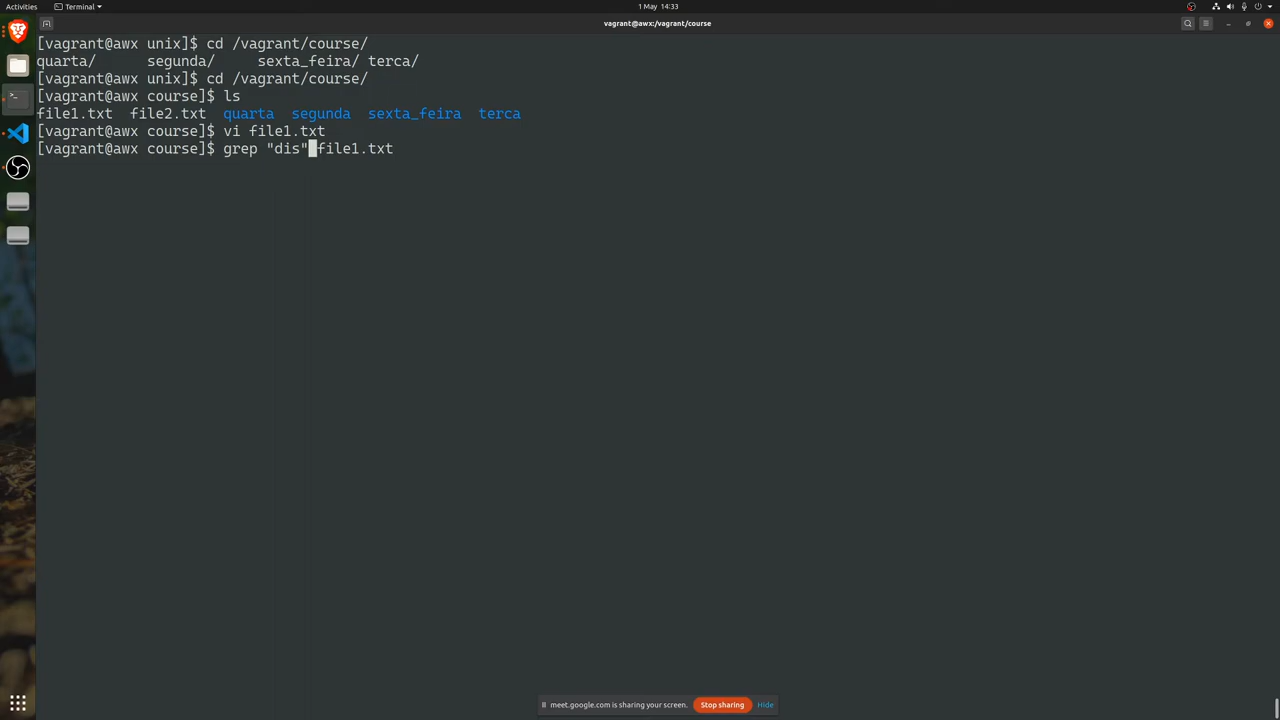 Activities
Terminal
1 May 14:33
vagrant@awx:/vagrant/course
[vagrant@awx unix]$ cd /vagrant/course/
quarta/ segunda/ sexta_feira/ terca/
[vagrant@awx unix]$ cd /vagrant/course/
[vagrant@awx course]$ ls
file1.txt file2.txt quarta segunda sexta_feira terca
[vagrant@awx course]$ vi file1.txt
[vagrant@awx course]$ grep "dis" file1.txt
meet.google.com is sharing your screen. Stop sharing Hide